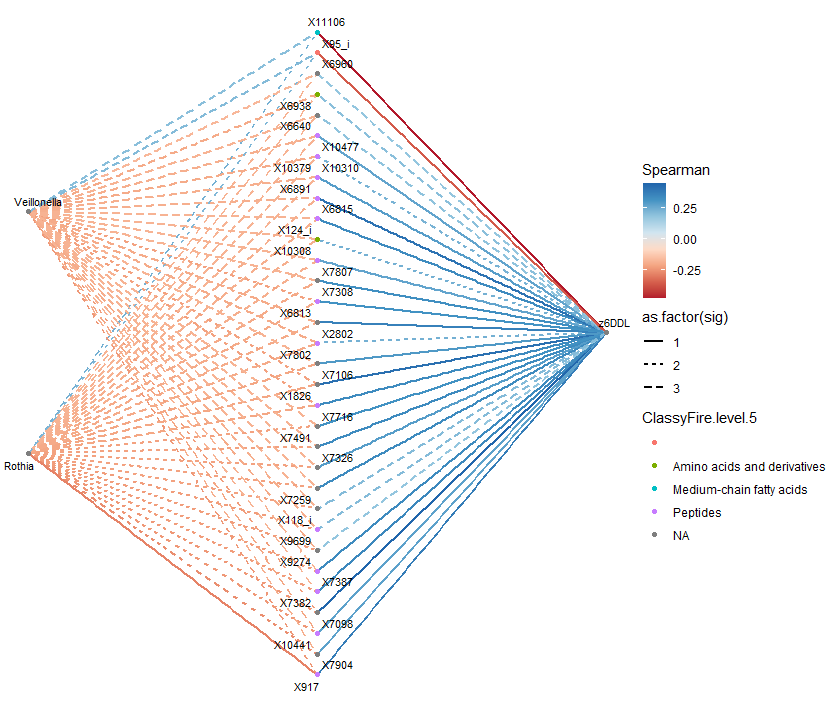 X11106
X95_i
X6960
X6938
X6640
X10477
X10379
X10310
X6891
X6815
X124_i
X10308
X7807
X7308
X6813
X2802
X7802
X7106
X1826
X7716
X7491
X7326
X7259
X118_i
X9699
X9274
X7387
X7382
X7098
X10441
X7904
X917
Veillonella
Rothia
z6DDL
Spearman
0.25
0.00
-0.25
as.factor(sig)
1
2
3
ClassyFire.level.5
Amino acids and derivatives
Medium-chain fatty acids
Peptides
NA